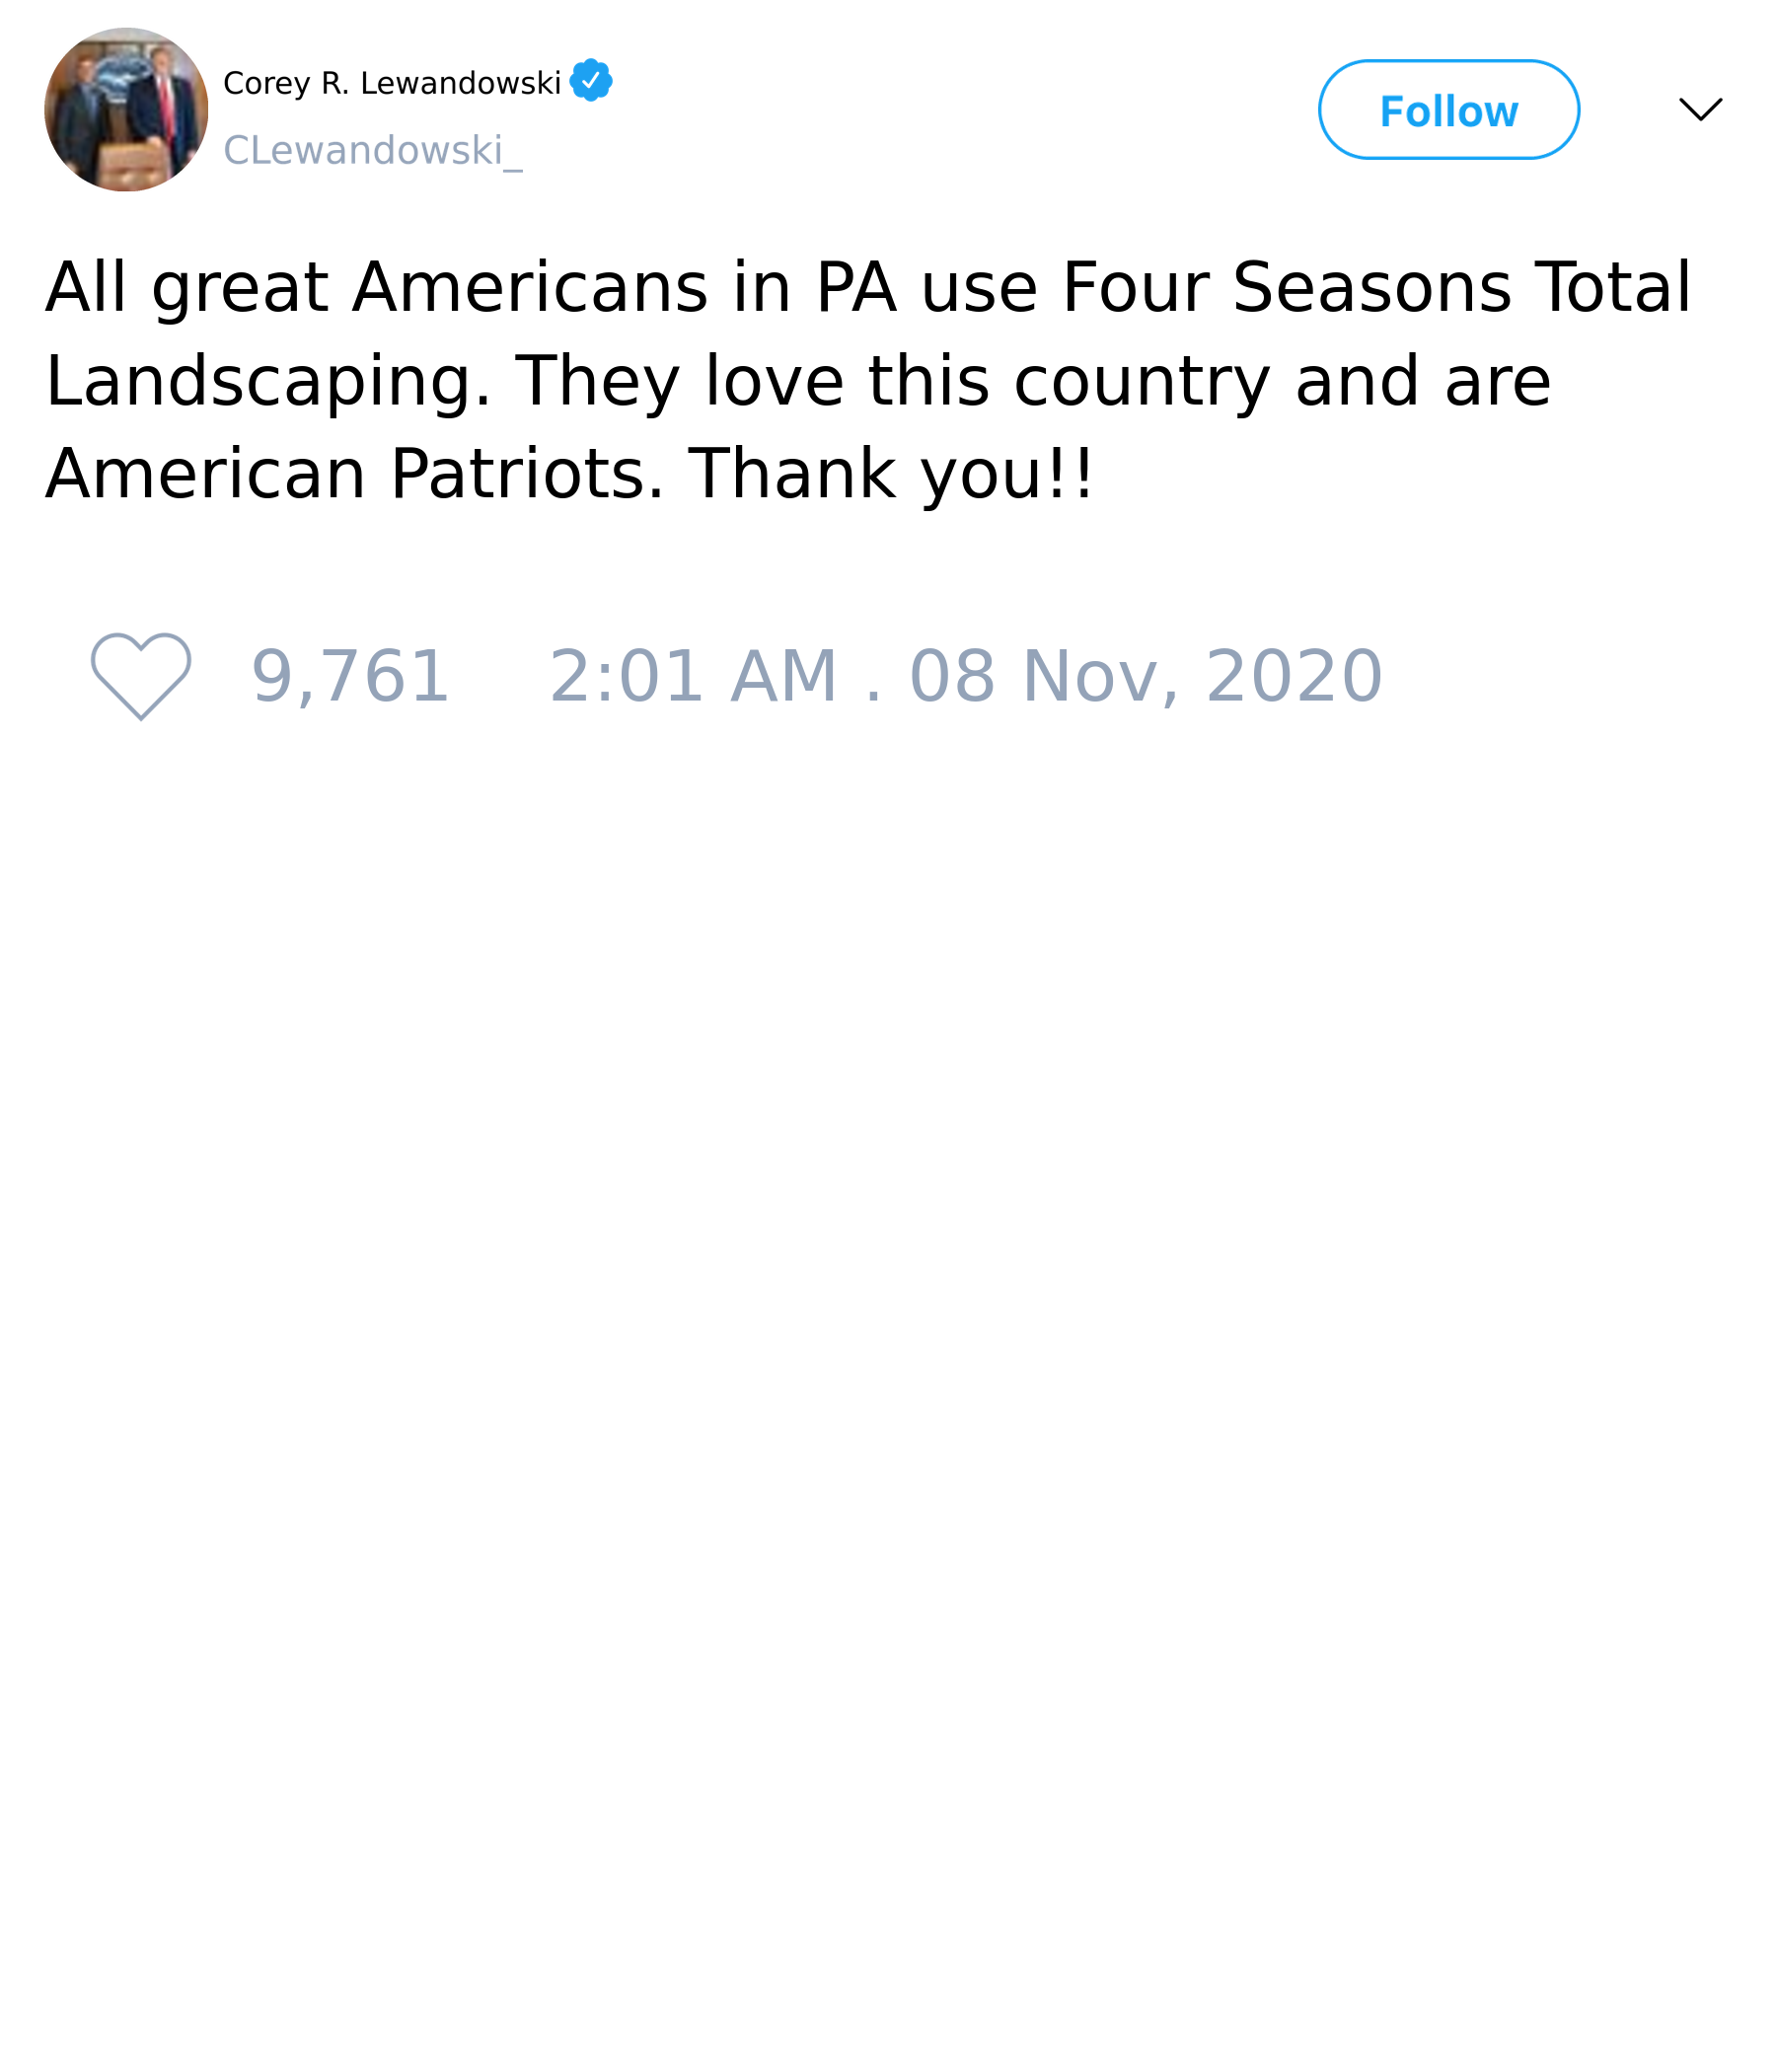 Corey R. Lewandowski
CLewandowski_
Follow
All great Americans in PA use Four Seasons Total
Landscaping. They love this country and are
American Patriots. Thank you!!
9,761 2:01 AM . 08 Nov, 2020